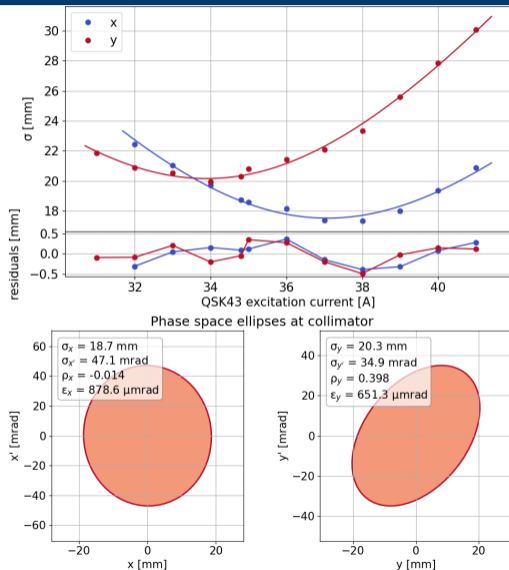 x
y
30
28
26
24
22
20
18
σ [mm]
0.5
0.0
−0.5
residuals [mm]
32
34
36
38
40
QSK43 excitation current [A]
Phase space ellipses at collimator
σx = 18.7 mm
σx' = 47.1 mrad
ρx = -0.014
εx = 878.6 μmrad
60
40
20
0
−20
−40
−60
x' [mrad]
−20
0
20
x [mm]
σy = 20.3 mm
σy' = 34.9 mrad
ρy = 0.398
εy = 651.3 μmrad
40
20
0
−20
−40
y' [mrad]
−20
0
20
y [mm]